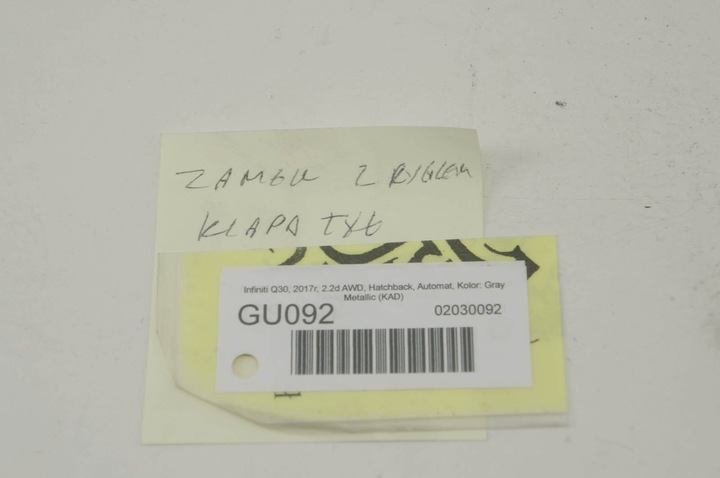 ZAMEK Z RYGLEM
KLAPA TYŁ
Infiniti Q30, 2017r, 2.2d AWD, Hatchback, Automat, Kolor: Gray
Metallic (KAD)
GU092
02030092